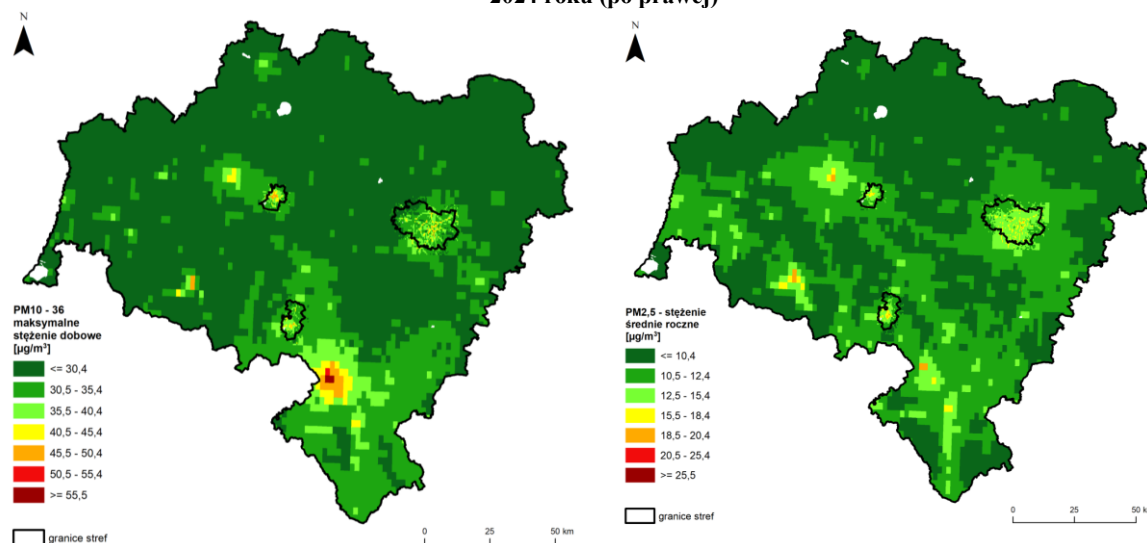 2024 roku (po prawej)
N
PM10 - 36
maksymalne
stężenie dobowe
[µg/m³]
<= 30,4
30,5 - 35,4
35,5 - 40,4
40,5 - 45,4
45,5 - 50,4
50,5 - 55,4
>= 55,5
granice stref
0 25 50 km
N
PM2,5 - stężenie
średnie roczne
[µg/m³]
<= 10,4
10,5 - 12,4
12,5 - 15,4
15,5 - 18,4
18,5 - 20,4
20,5 - 25,4
>= 25,5
granice stref
0 25 50 k